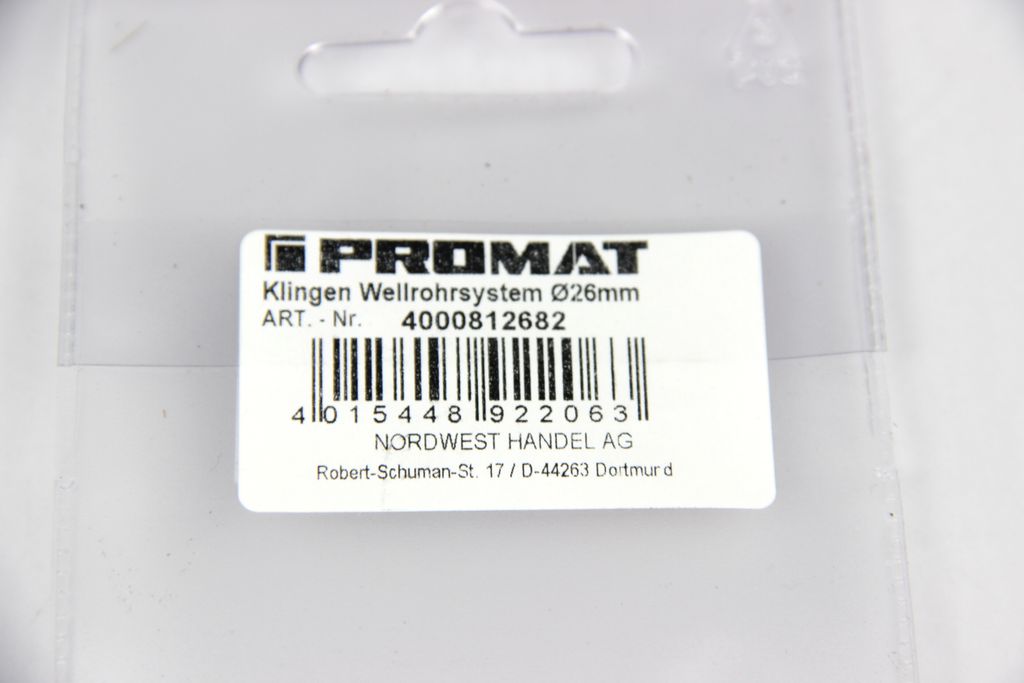 PROMAT
Klingen Wellrohrsystem Ø26mm
ART. - Nr. 4000812682
4 015448 922063
NORDWEST HANDEL AG
Robert-Schuman-St. 17 / D-44263 Dortmund